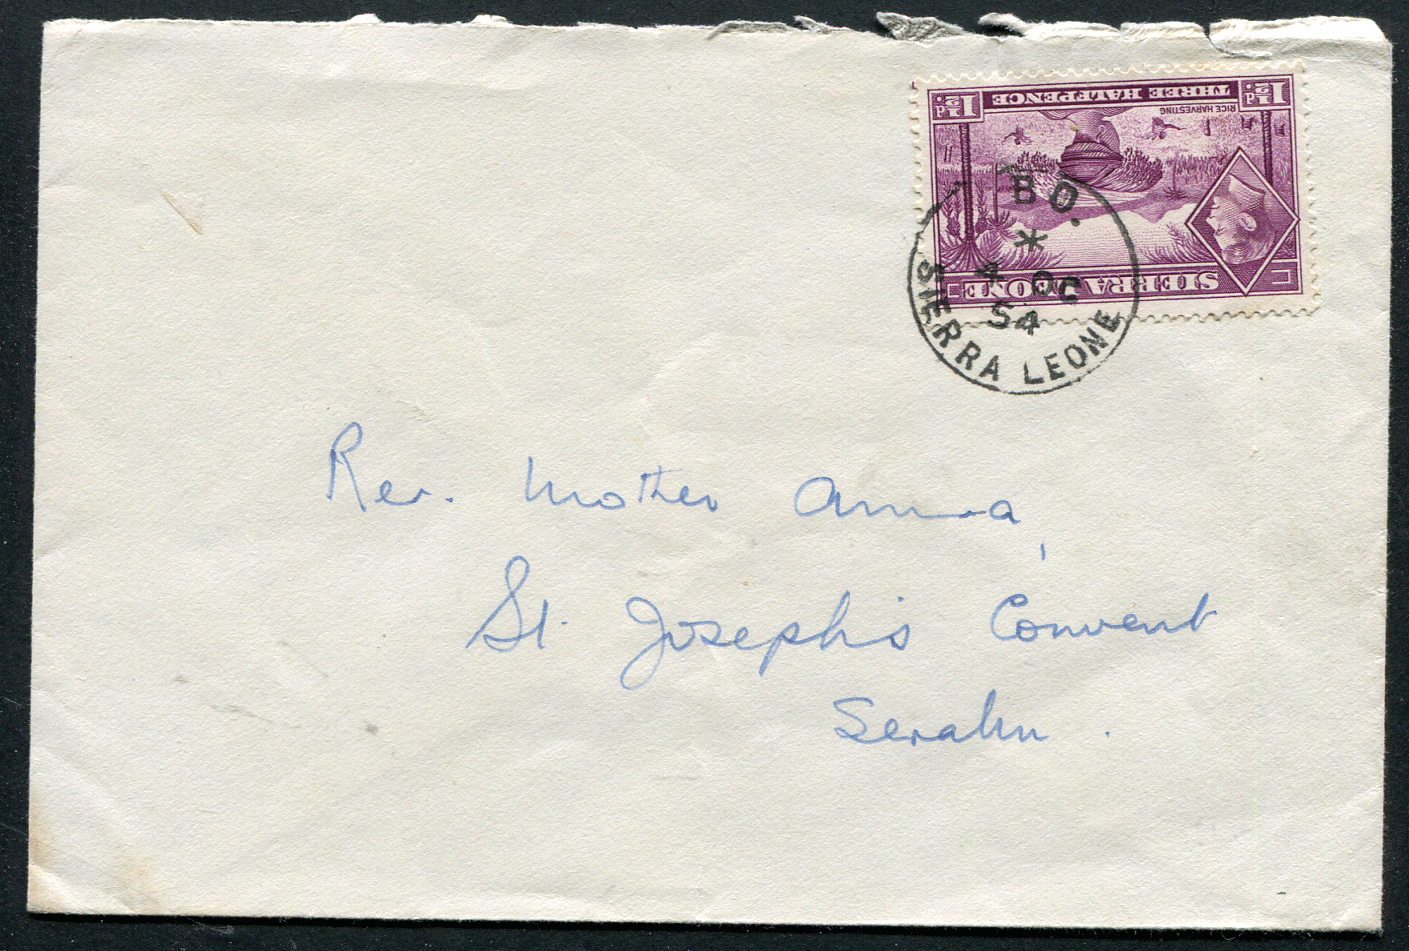 1½d
THREE HALFPENCE
1½d
RICE HARVESTING
SIERRA LEONE
BO.
*
4 OC
54
SIERRA LEONE
Rev. Mother Anna,
St. Joseph's Convent
Serabu.